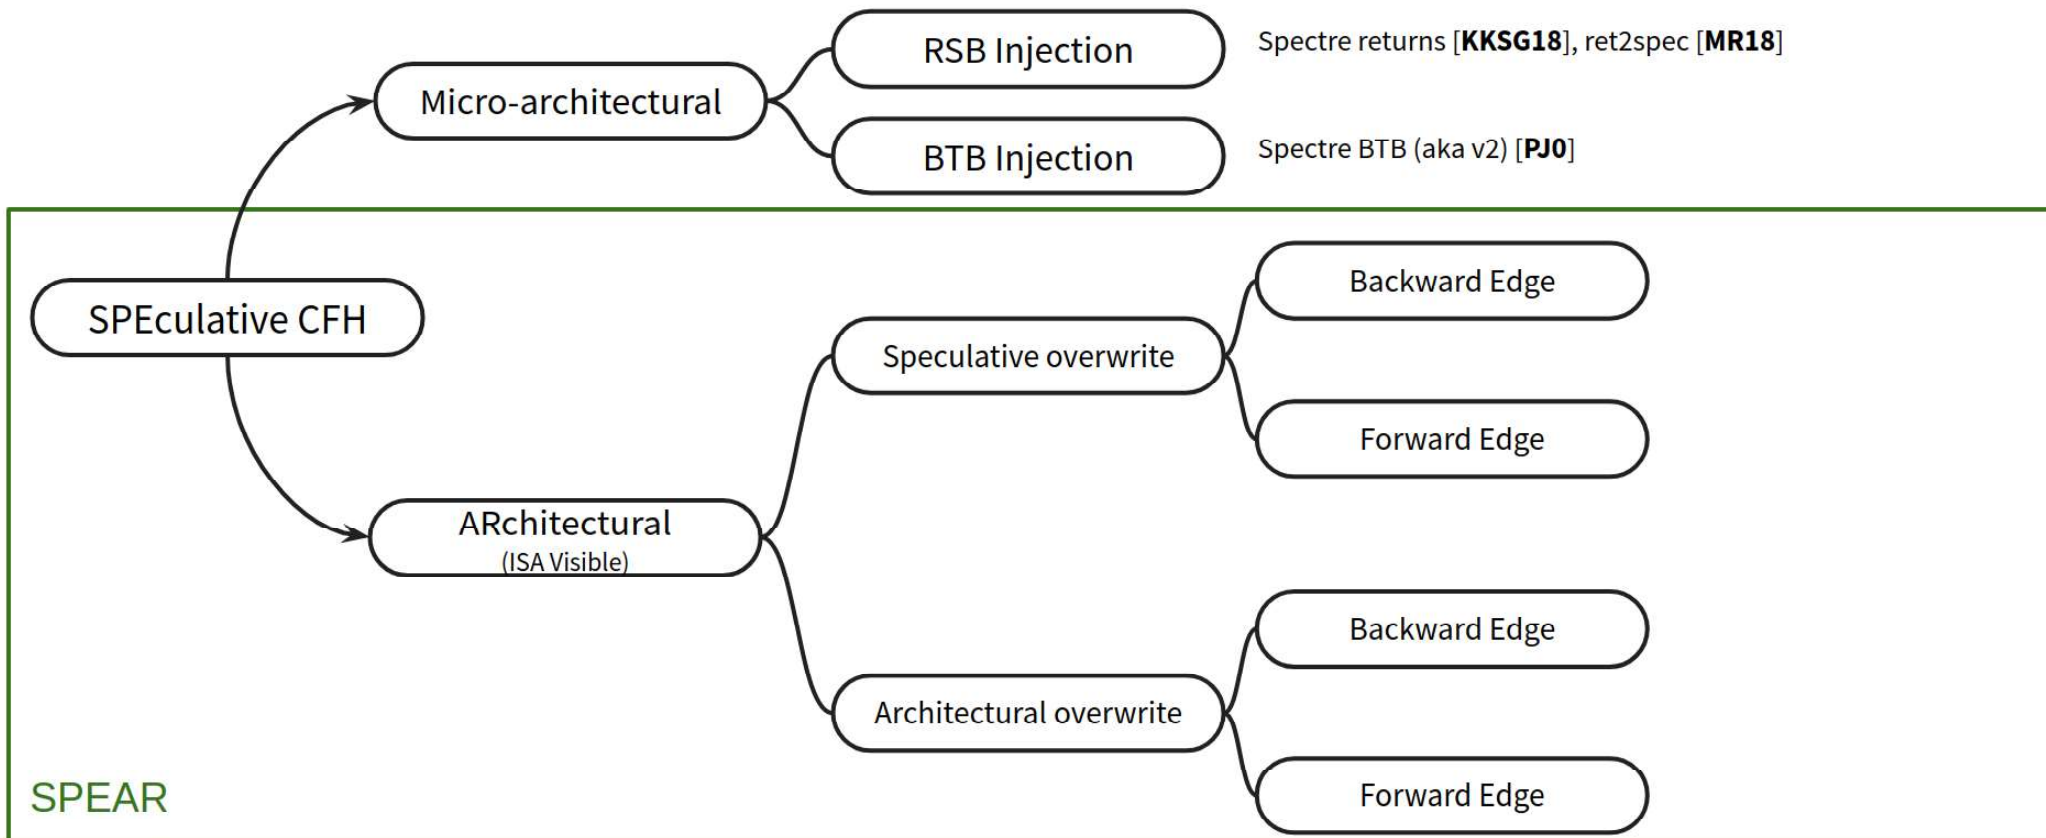 RSB Injection
Spectre returns [KKSG18], ret2spec [MR18]
Micro-architectural
BTB Injection
Spectre BTB (aka v2) [PJ0]
SPEculative CFH
Backward Edge
Speculative overwrite
Forward Edge
ARchitectural
(ISA Visible)
Backward Edge
Architectural overwrite
Forward Edge
SPEAR